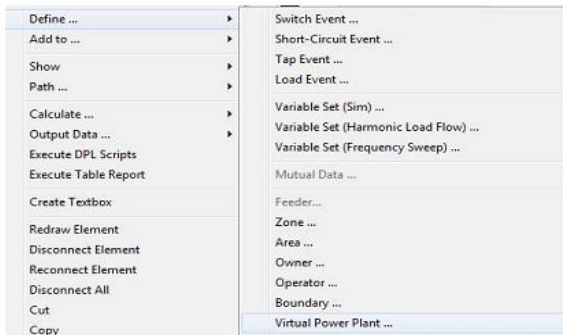 Define ...
Add to ...
Show
Path ...
Calculate ...
Output Data ...
Execute DPL Scripts
Execute Table Report
Create Textbox
Redraw Element
Disconnect Element
Reconnect Element
Disconnect All
Cut
Copy
Switch Event ...
Short-Circuit Event ...
Tap Event ...
Load Event ...
Variable Set (Sim) ...
Variable Set (Harmonic Load Flow) ...
Variable Set (Frequency Sweep) ...
Mutual Data ...
Feeder...
Zone ...
Area ...
Owner ...
Operator ...
Boundary ...
Virtual Power Plant ...